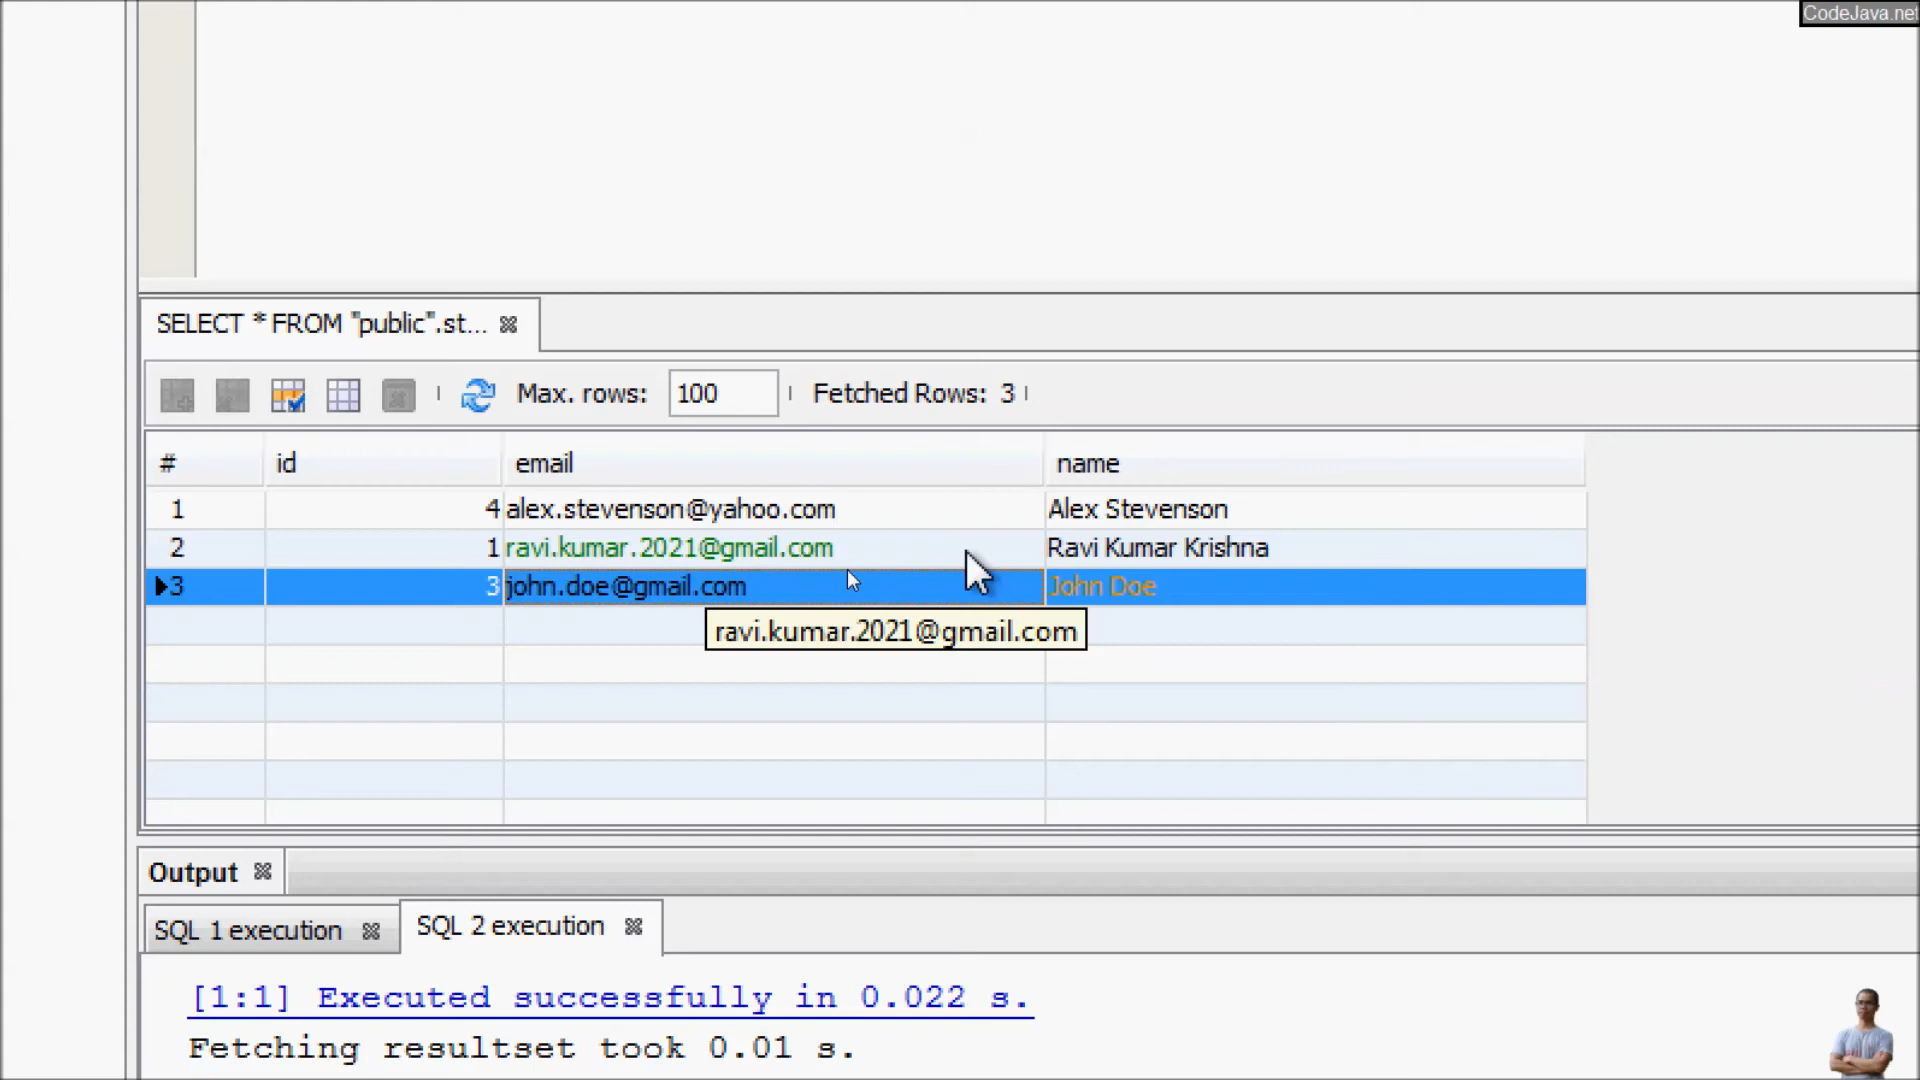 CodeJava.net
SELECT * FROM "public".st...
Max. rows: 100 Fetched Rows: 3
# id email name
1 4 alex.stevenson@yahoo.com Alex Stevenson
2 1 ravi.kumar.2021@gmail.com Ravi Kumar Krishna
3 3 john.doe@gmail.com John Doe
ravi.kumar.2021@gmail.com
Output
SQL 1 execution SQL 2 execution
[1:1] Executed successfully in 0.022 s.
Fetching resultset took 0.01 s.